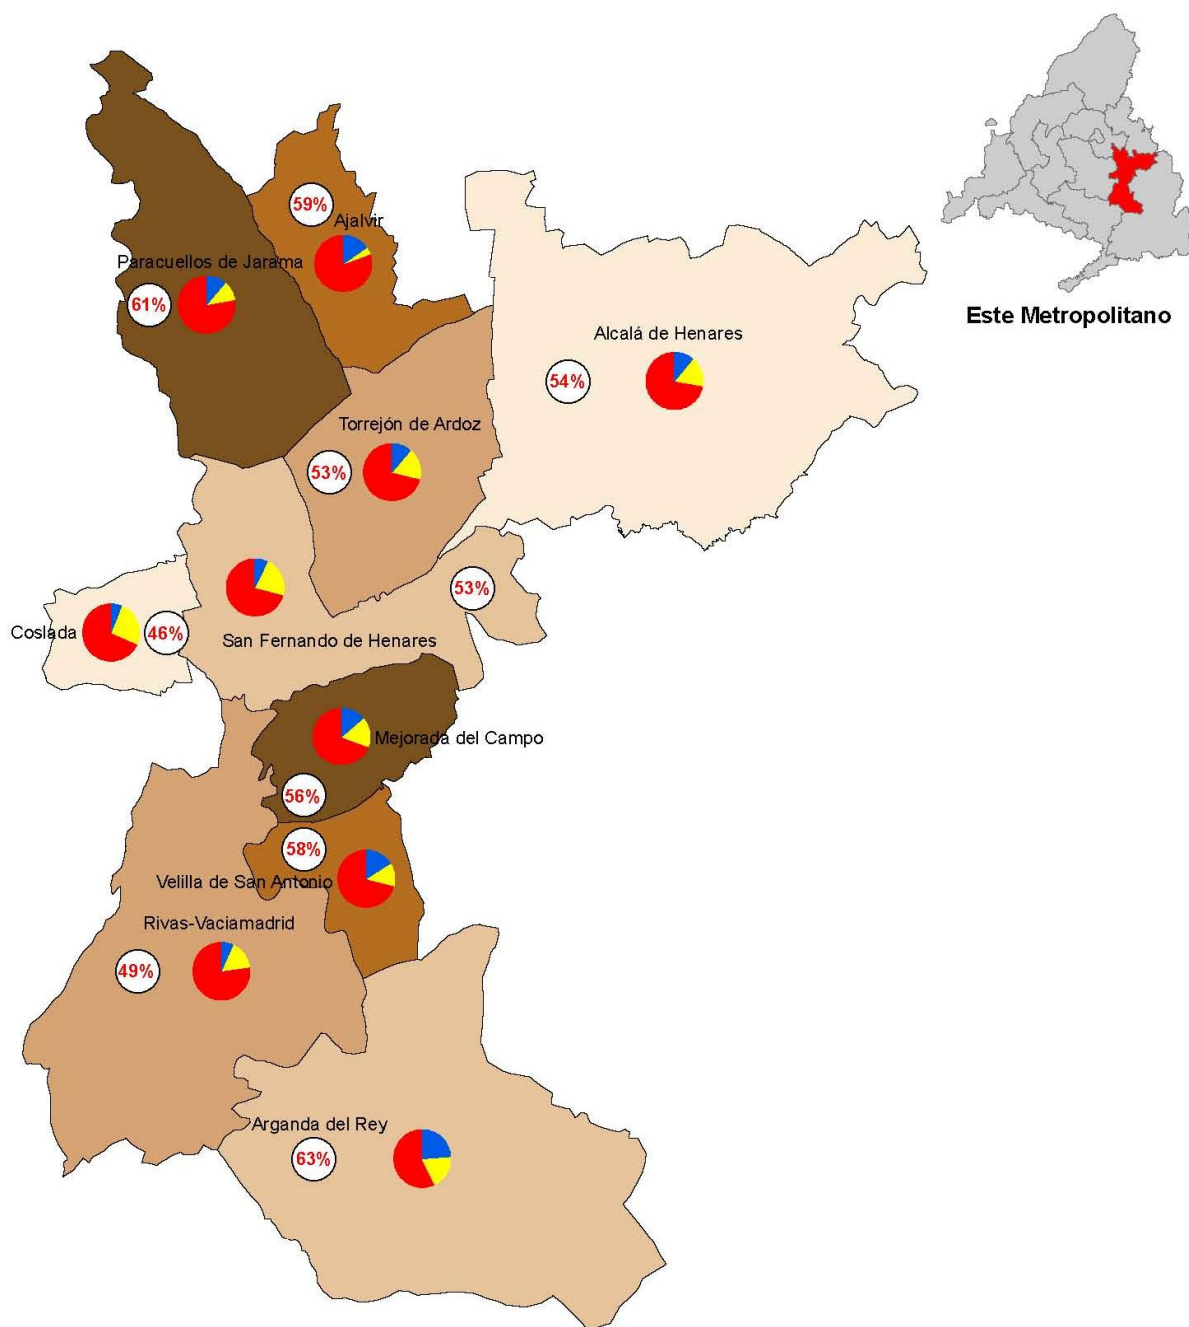 59%
Ajalvir
Paracuellos de Jarama
61%
Este Metropolitano
Alcalá de Henares
54%
Torrejón de Ardoz
53%
53%
Coslada
46%
San Fernando de Henares
Mejorada del Campo
56%
58%
Velilla de San Antonio
Rivas-Vaciamadrid
49%
Arganda del Rey
63%